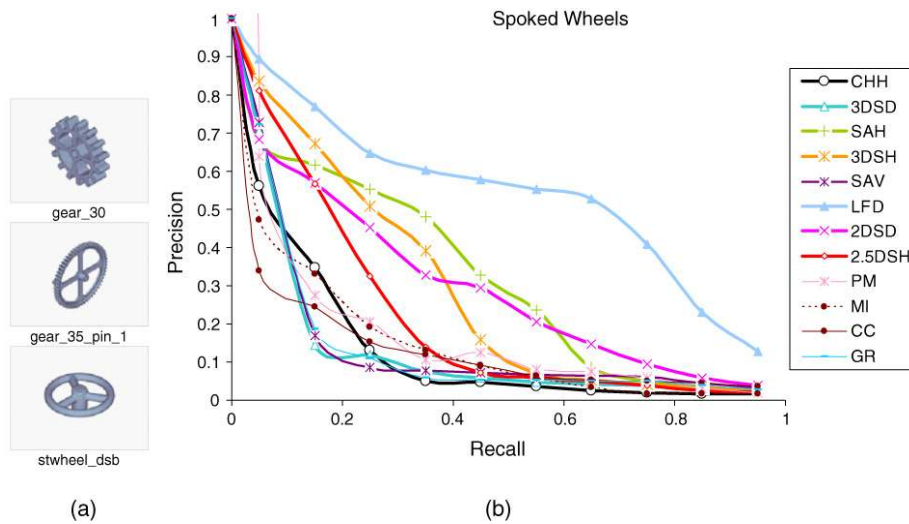 Spoked Wheels
1
0.9
0.8
0.7
0.6
0.5
0.4
0.3
0.2
0.1
0
Precision
0
0.2
0.4
0.6
0.8
1
Recall
CHH
3DSD
SAH
3DSH
SAV
LFD
2DSD
2.5DSH
PM
MI
CC
GR
gear_30
gear_35_pin_1
stwheel_dsb
(a)
(b)